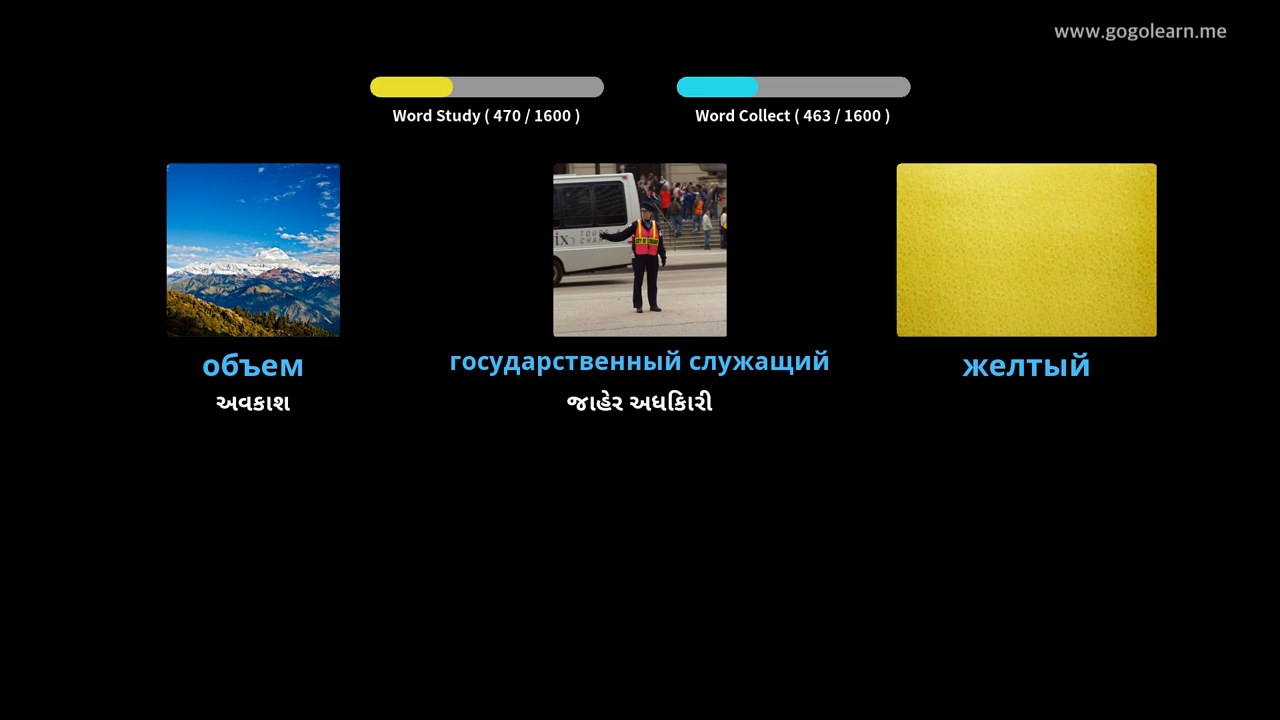 www.gogolearn.me
Word Study ( 470 / 1600 )
Word Collect ( 463 / 1600 )
объем
государственный служащий
желтый
અવકાશ
જાહેર અધિકારી